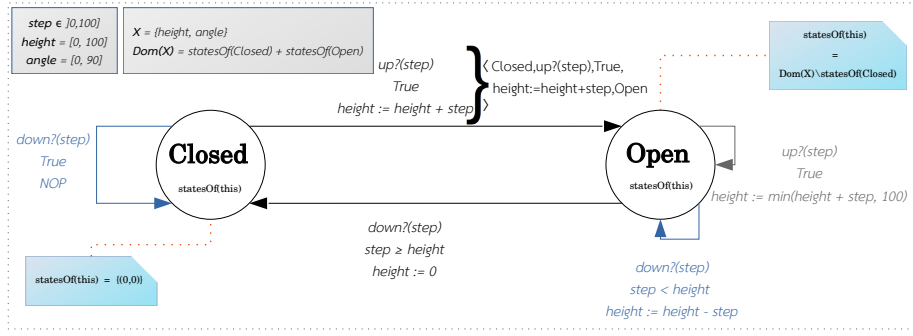 step ϵ ]0,100]
height = [0, 100]
angle = [0, 90]
X = {height, angle}
Dom(X) = statesOf(Closed) + statesOf(Open)
up?(step)
True
height := height + step
⟨ Closed,up?(step),True,
height:=height+step,Open
⟩
statesOf(this)
=
Dom(X)\statesOf(Closed)
down?(step)
True
NOP
Closed
statesOf(this)
Open
statesOf(this)
up?(step)
True
height := min(height + step, 100)
down?(step)
step ≥ height
height := 0
statesOf(this) = {(0,0)}
down?(step)
step < height
height := height - step